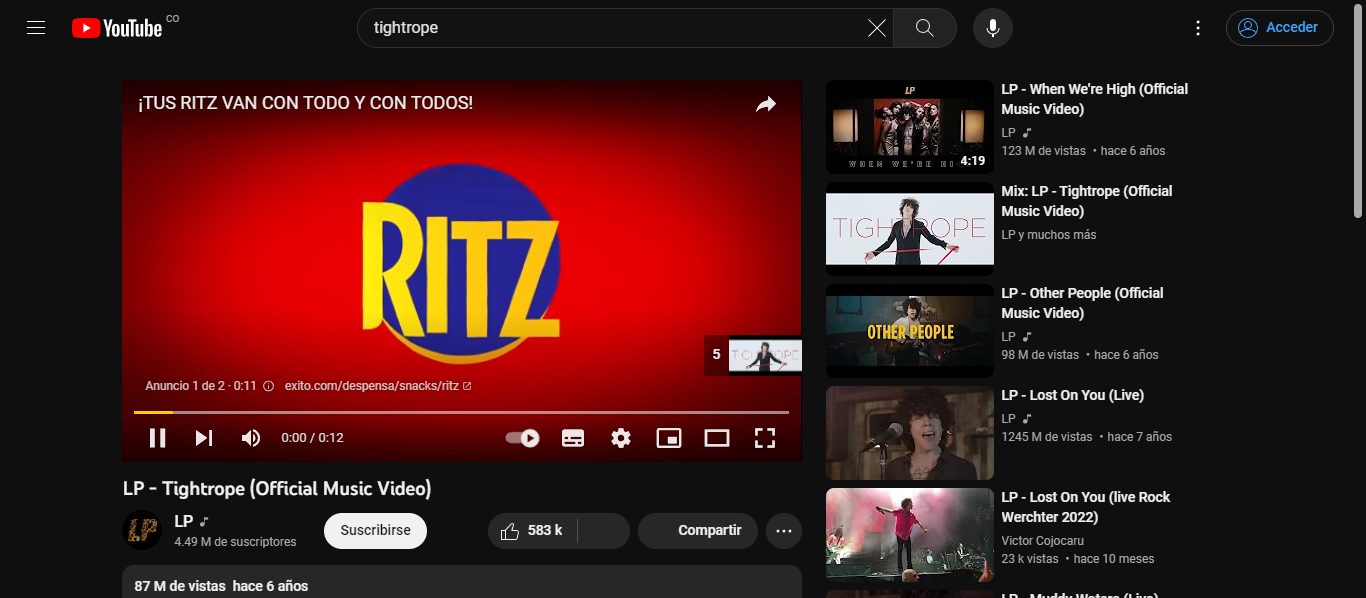 YouTube CO
tightrope
Acceder
¡TUS RITZ VAN CON TODO Y CON TODOS!
RITZ
5
TIGHTROPE
Anuncio 1 de 2 · 0:11
exito.com/despensa/snacks/ritz
0:00 / 0:12
LP - Tightrope (Official Music Video)
LP
LP
4.49 M de suscriptores
Suscribirse
583 k
Compartir
87 M de vistas hace 6 años
LP
WHEN WE'RE HI
4:19
LP - When We're High (Official
Music Video)
LP
123 M de vistas • hace 6 años
TIGHTROPE
Mix: LP - Tightrope (Official
Music Video)
LP y muchos más
OTHER PEOPLE
LP - Other People (Official
Music Video)
LP
98 M de vistas • hace 6 años
LP - Lost On You (Live)
LP
1245 M de vistas • hace 7 años
LP - Lost On You (live Rock
Werchter 2022)
Victor Cojocaru
23 k vistas • hace 10 meses
LP - Muddy Waters (Live)